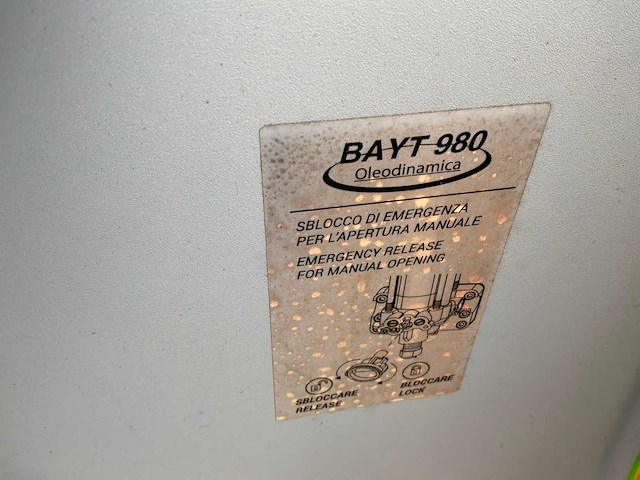 BAYT 980
Oleodinamica
SBLOCCO DI EMERGENZA
PER L'APERTURA MANUALE
EMERGENCY RELEASE
FOR MANUAL OPENING
SBLOCCARE
RELEASE
BLOCCARE
LOCK